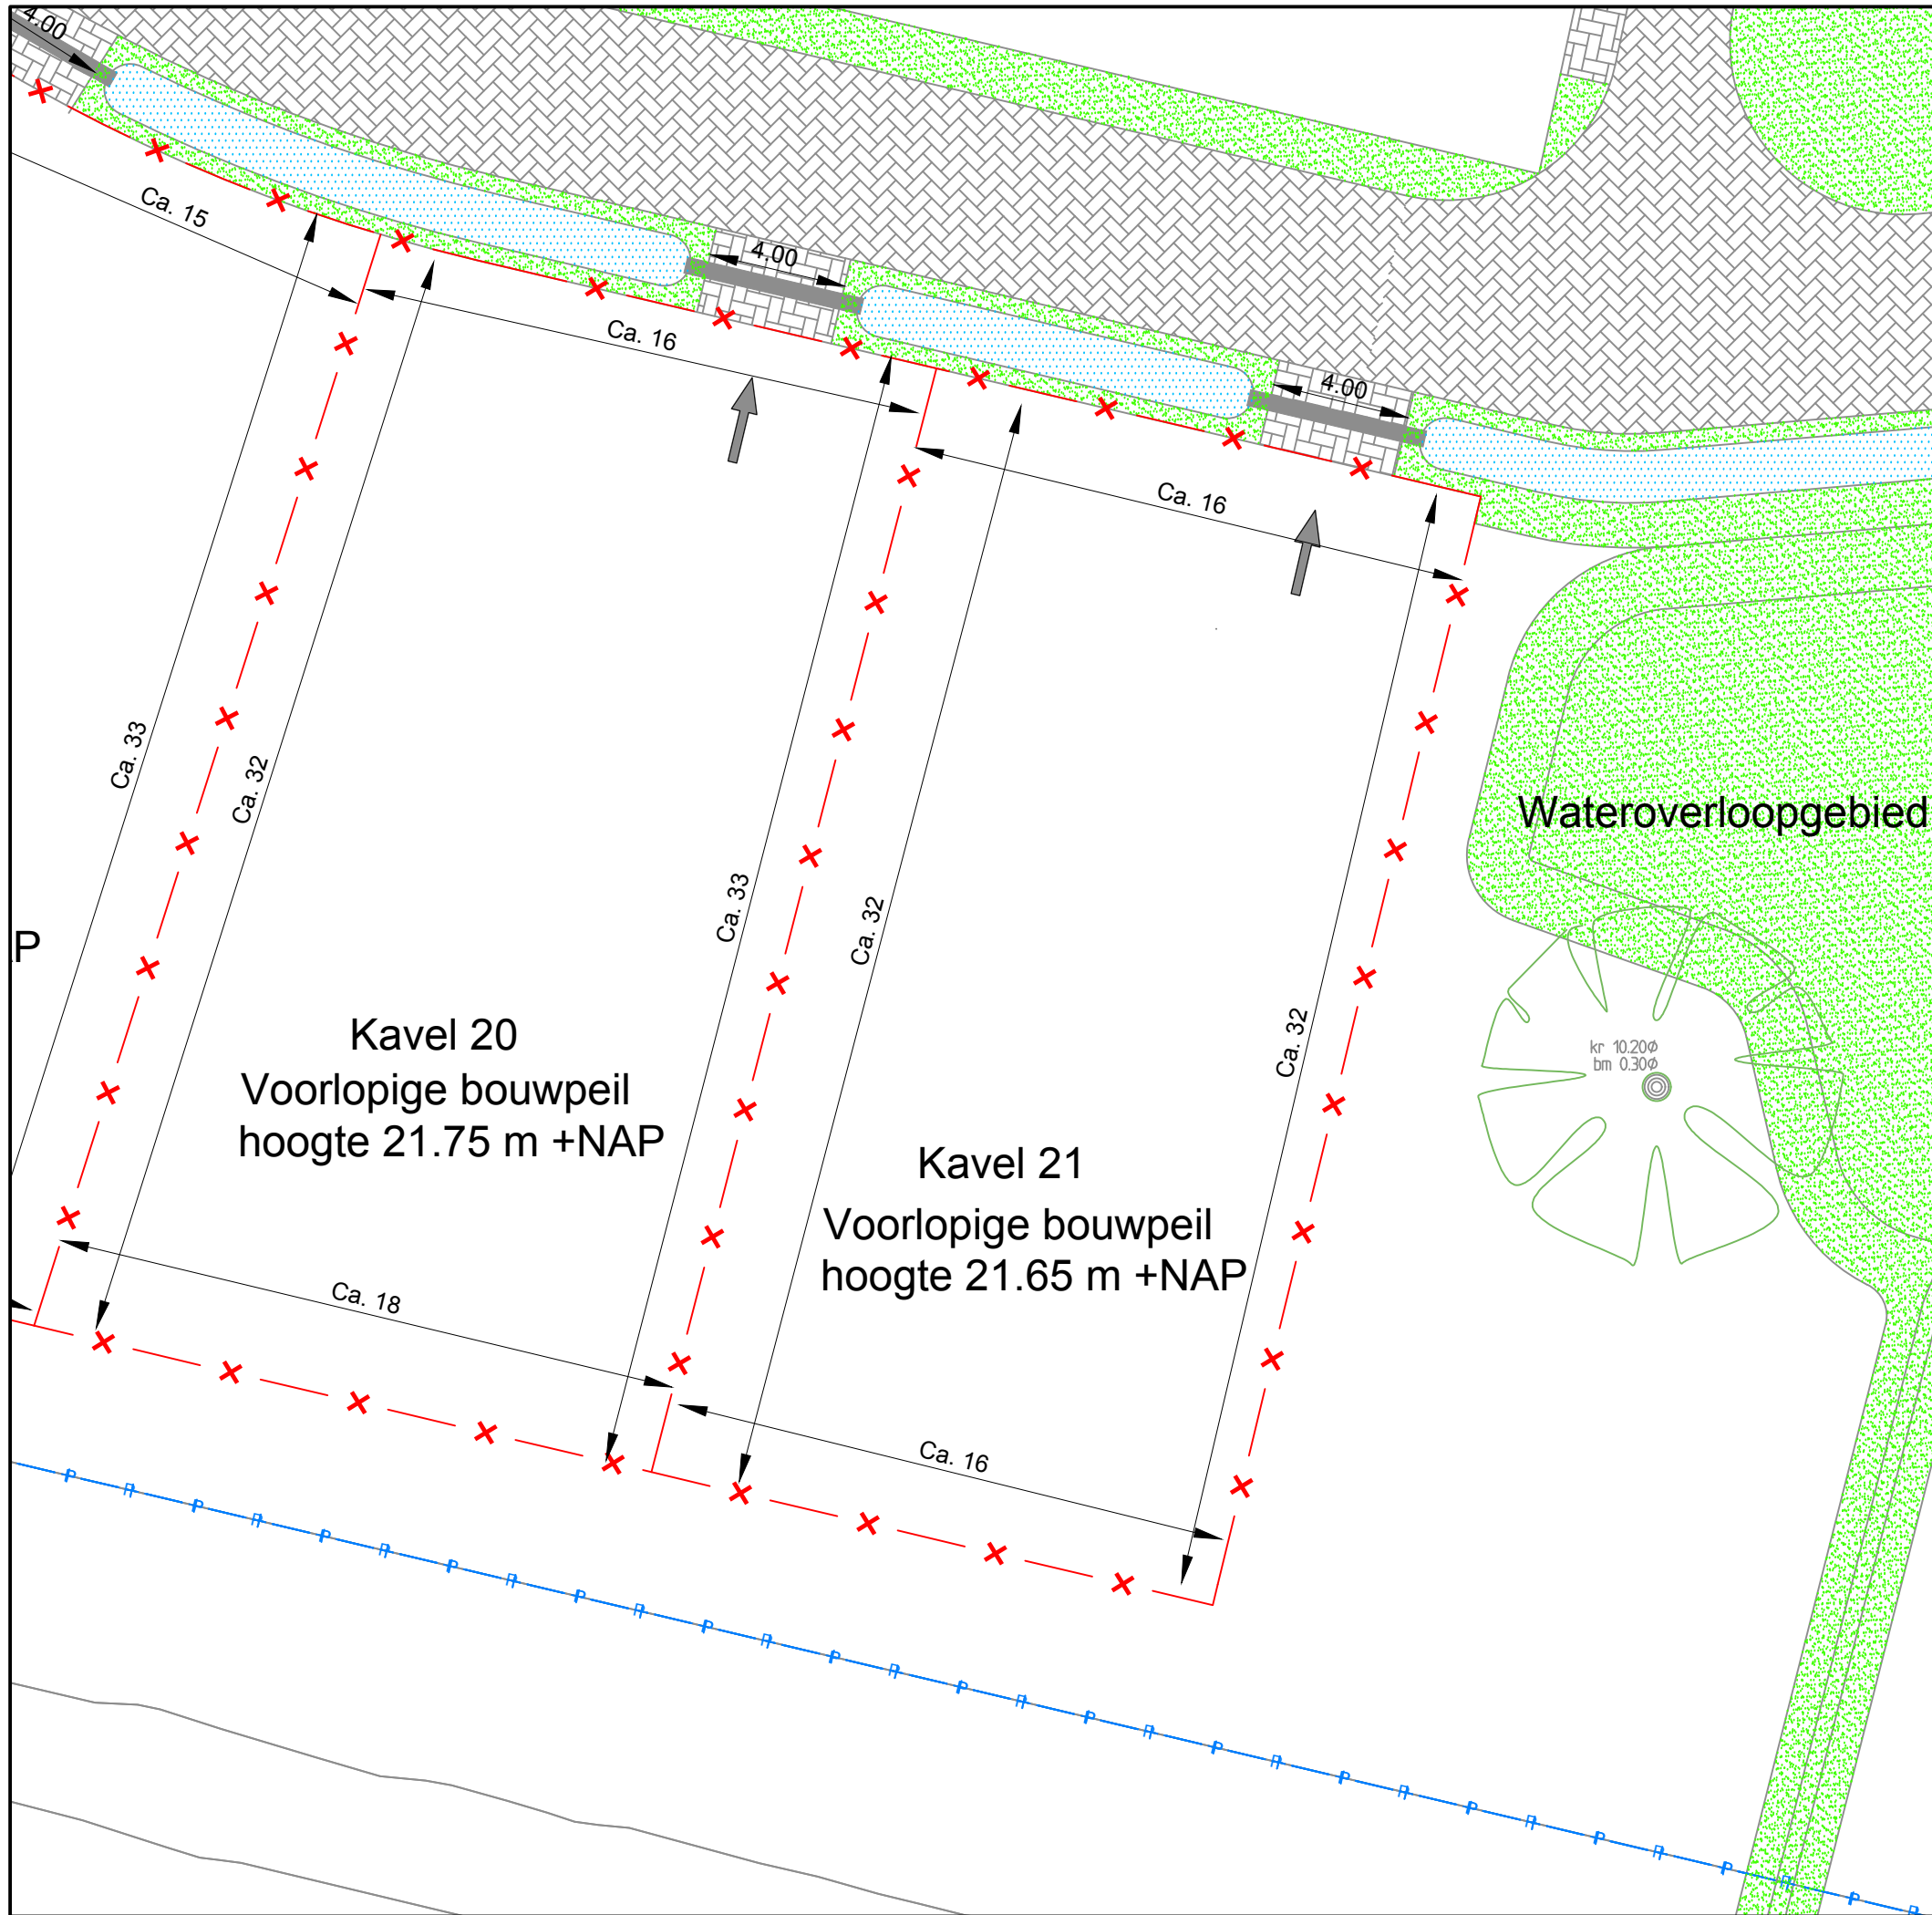 4.00
Ca. 15
4.00
Ca. 16
4.00
Ca. 16
Ca. 33
Ca. 32
Ca. 33
Ca. 32
Ca. 32
Wateroverloopgebied
P
kr 10.20ø
bm 0.30ø
Kavel 20
Voorlopige bouwpeil
hoogte 21.75 m +NAP
Kavel 21
Voorlopige bouwpeil
hoogte 21.65 m +NAP
Ca. 18
Ca. 16